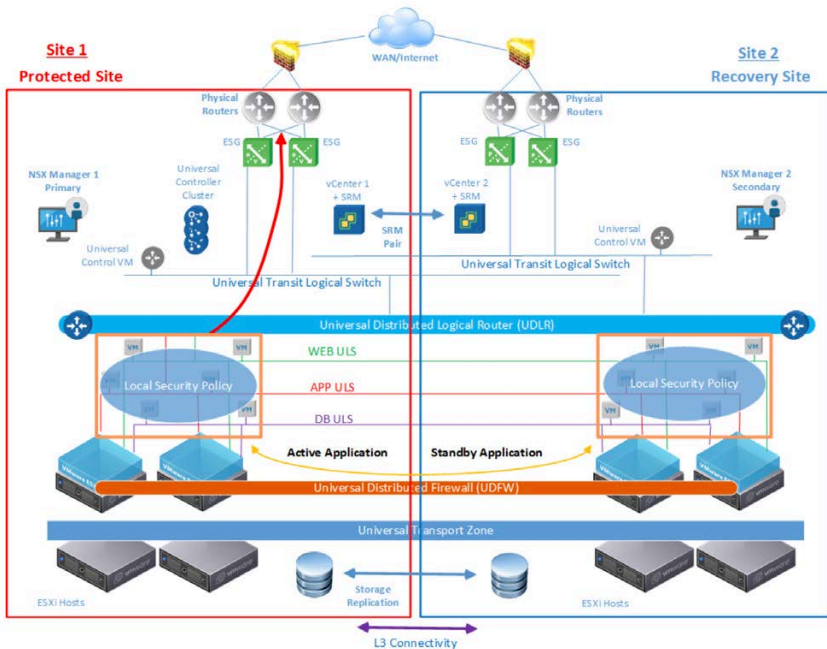 Site 1
Protected Site
WAN/Internet
Site 2
Recovery Site
Physical
Routers
Physical
Routers
ESG
ESG
ESG
ESG
NSX Manager 1
Primary
Universal
Controller
Cluster
vCenter 1
+ SRM
vCenter 2
+ SRM
SRM
Pair
NSX Manager 2
Secondary
Universal
Control VM
Universal
Control VM
Universal Transit Logical Switch
Universal Transit Logical Switch
Universal Distributed Logical Router (UDLR)
VM
VM
VM
VM
WEB ULS
Local Security Policy
APP ULS
Local Security Policy
VM
VM
DB ULS
VM
VM
Active Application
Standby Application
Universal Distributed Firewall (UDFW)
Universal Transport Zone
ESXi Hosts
Storage
Replication
ESXi Hosts
L3 Connectivity